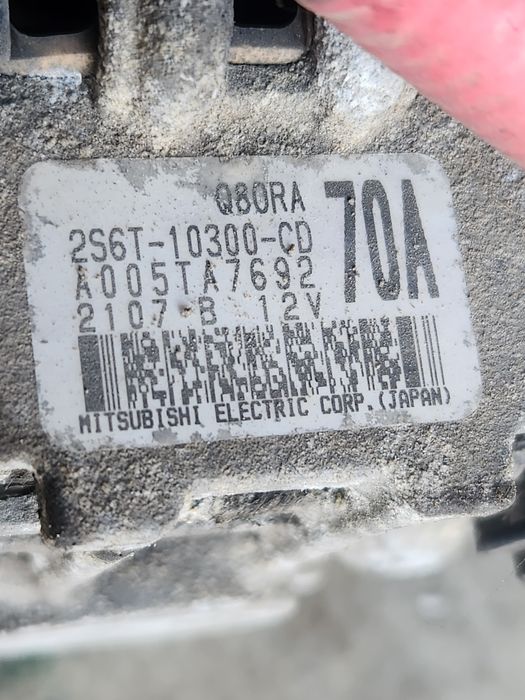 Q80RA
70A
2S6T-10300-CD
A005TA7692
2107 B 12V
MITSUBISHI ELECTRIC CORP.(JAPAN)